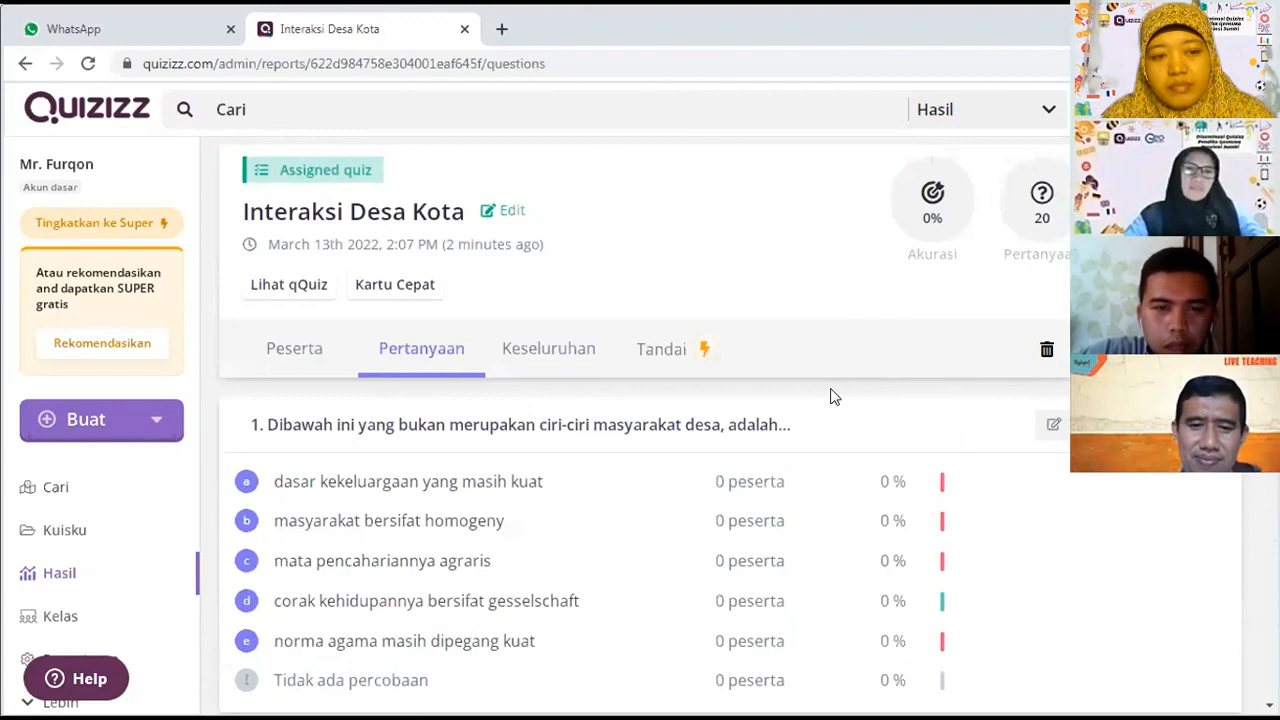 WhatsApp
Interaksi Desa Kota
quizizz.com/admin/reports/622d984758e304001eaf645f/questions
QUIZIZZ
Cari
Hasil
Mr. Furqon
Akun dasar
Tingkatkan ke Super
Atau rekomendasikan
and dapatkan SUPER
gratis
Rekomendasikan
Buat
Cari
Kuisku
Hasil
Kelas
Help
Lebih
Assigned quiz
Interaksi Desa Kota
Edit
March 13th 2022, 2:07 PM (2 minutes ago)
Lihat qQuiz
Kartu Cepat
0%
Akurasi
20
Pertanyaa
Peserta
Pertanyaan
Keseluruhan
Tandai
1. Dibawah ini yang bukan merupakan ciri-ciri masyarakat desa, adalah...
a dasar kekeluargaan yang masih kuat 0 peserta 0 %
b masyarakat bersifat homogeny 0 peserta 0 %
c mata pencahariannya agraris 0 peserta 0 %
d corak kehidupannya bersifat gesselschaft 0 peserta 0 %
e norma agama masih dipegang kuat 0 peserta 0 %
! Tidak ada percobaan 0 peserta 0 %
QUIZIZZ
QUIZIZZ
LIVE TEACHING